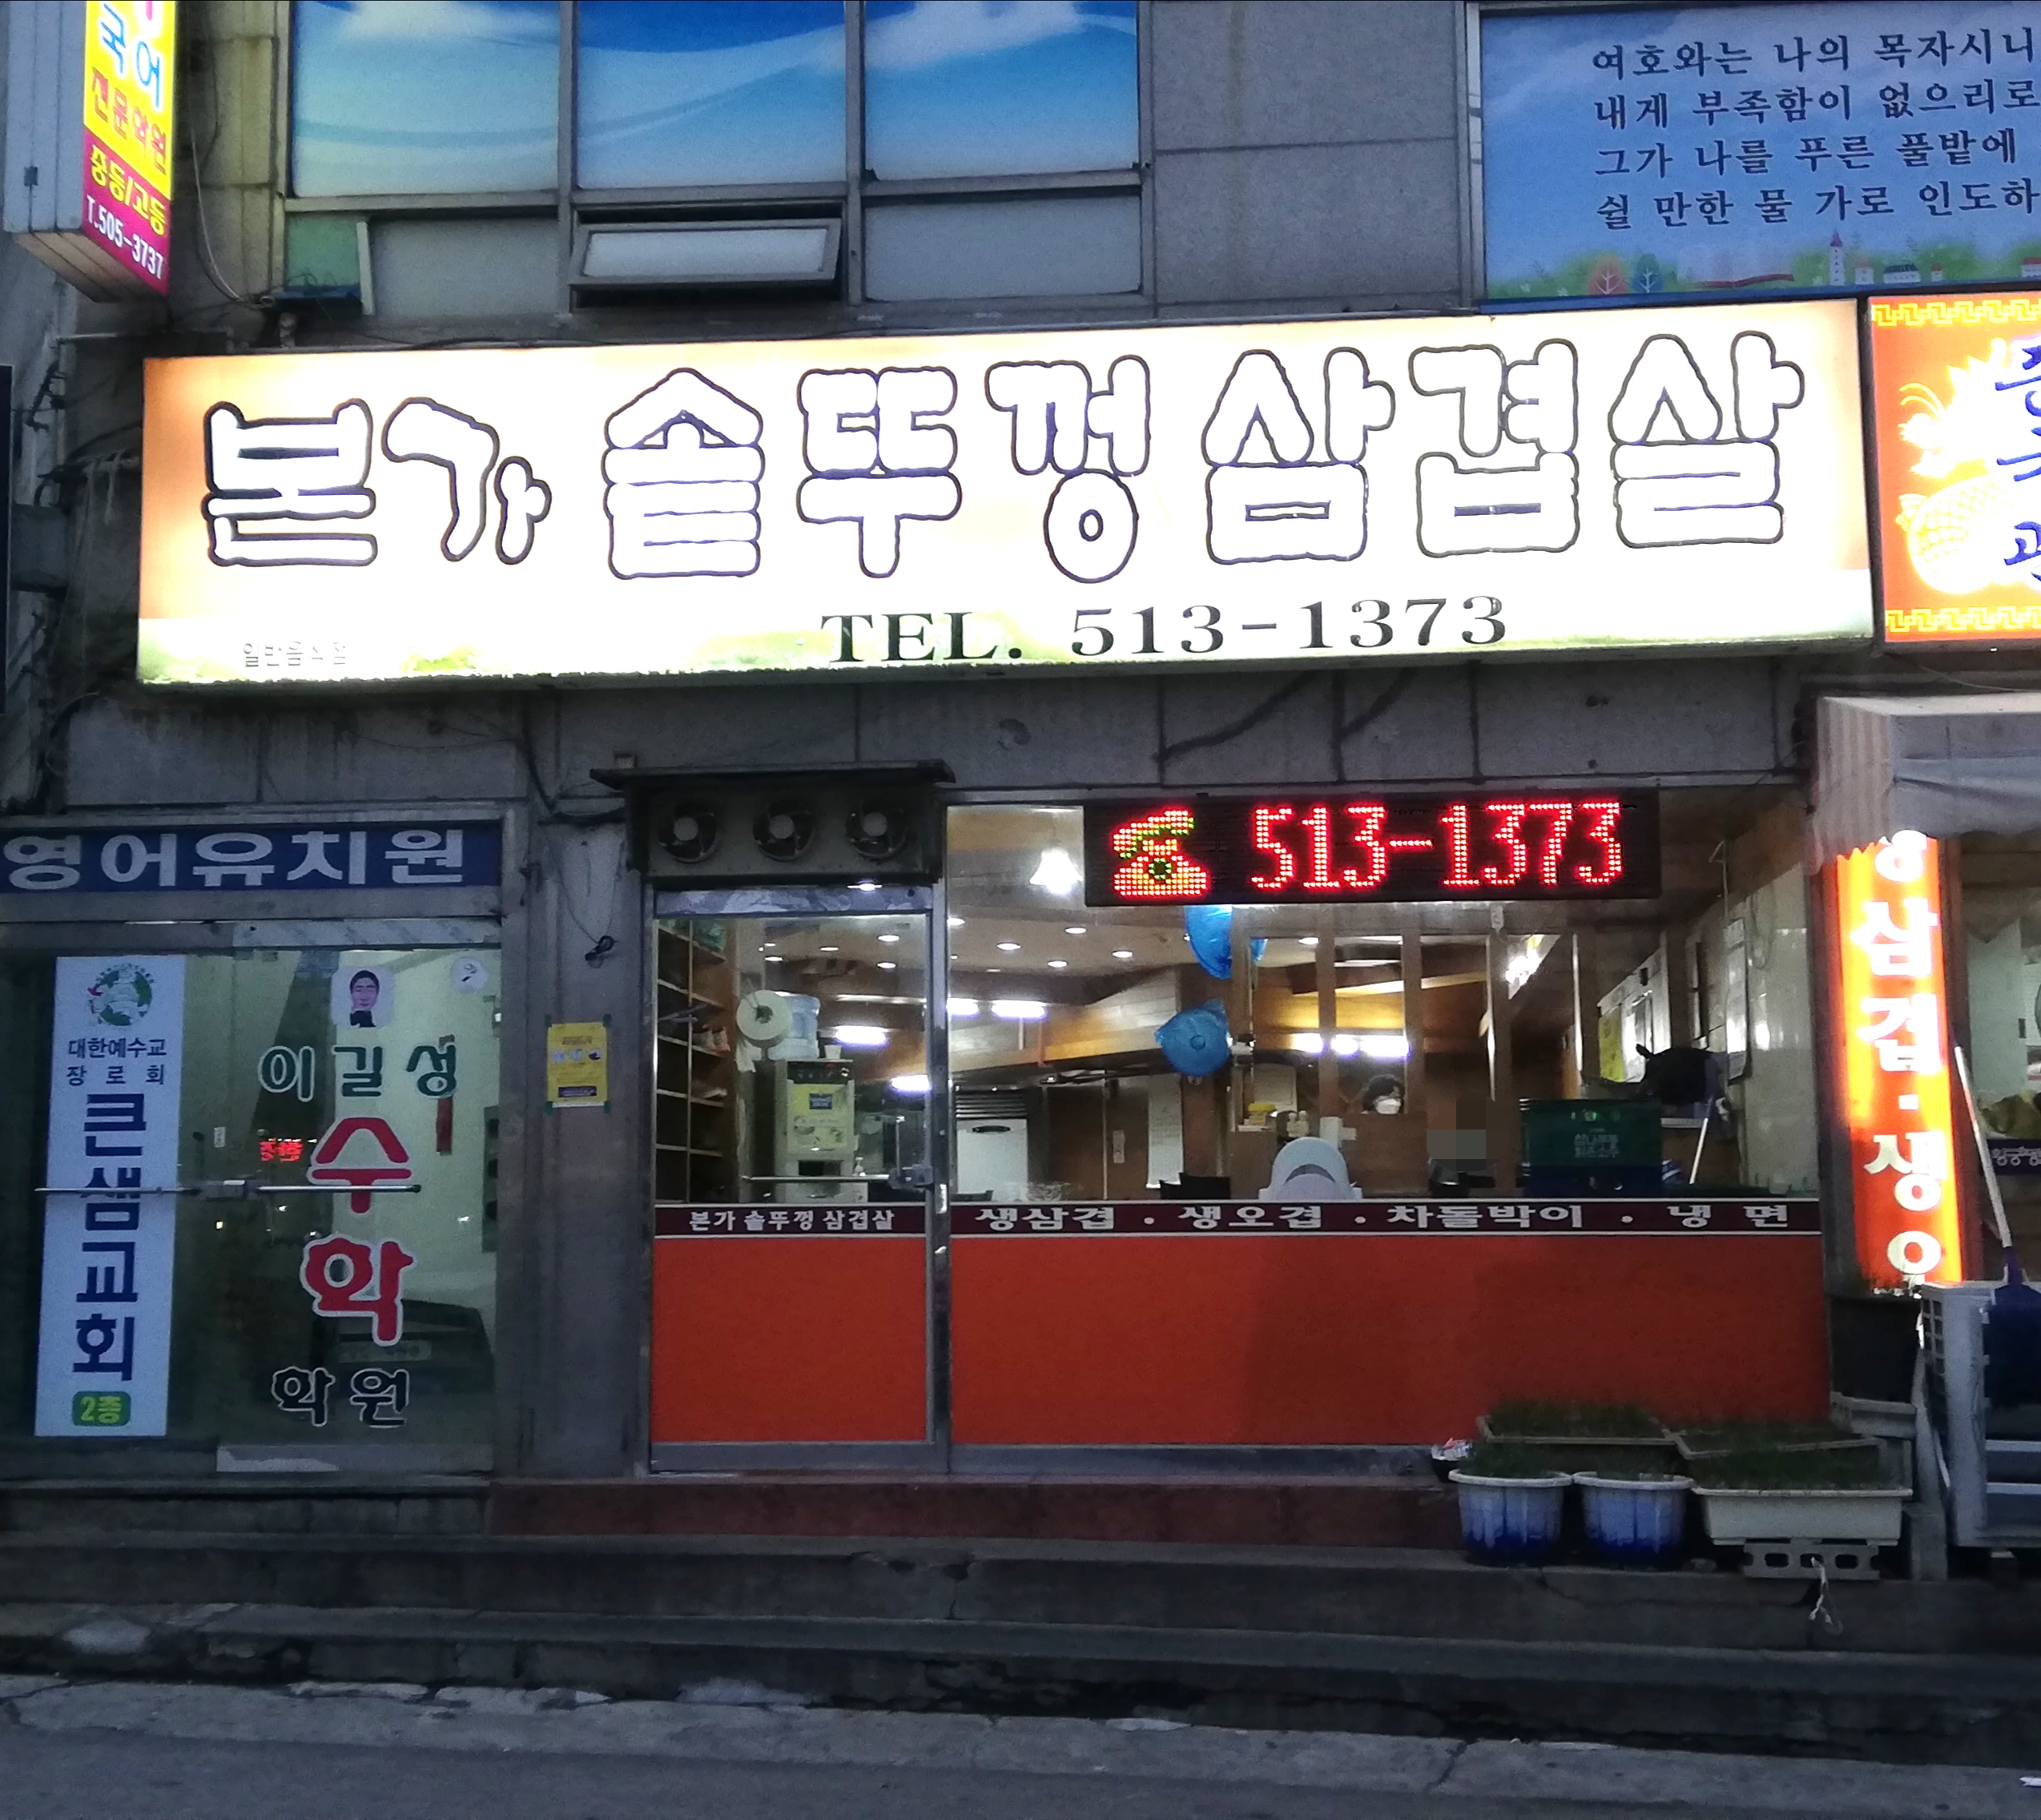 국어
전문학원
중등/고등
T.505-3737
여호와는 나의 목자시니
내게 부족함이 없으리로
그가 나를 푸른 풀밭에
쉴 만한 물 가로 인도하
본가 솥뚜껑 삼겹살
일반음식점
TEL. 513-1373
영어유치원
513-1373
대한예수교
장로회
큰샘교회
2층
이길성
수학
학원
본가 솥뚜껑 삼겹살
생삼겹 · 생오겹 · 차돌박이 · 냉면
삼겹·생